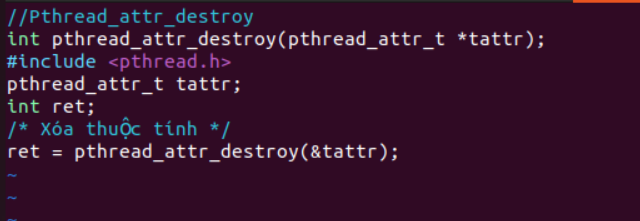 //Pthread_attr_destroy
int pthread_attr_destroy(pthread_attr_t *tattr);
#include <pthread.h>
pthread_attr_t tattr;
int ret;
/* Xóa thuộc tính */
ret = pthread_attr_destroy(&tattr);
~
~
~